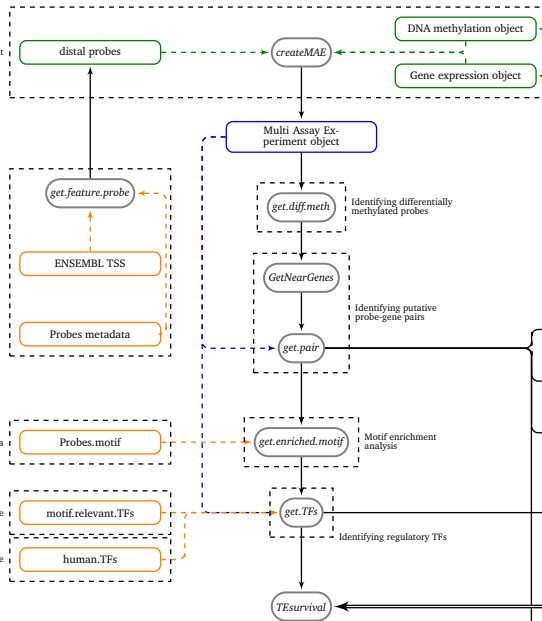 DNA methylation object
t
distal probes
createMAE
Gene expression object
Multi Assay Ex-
periment object
get.feature.probe
get.diff.meth
Identifying differentially
methylated probes
ENSEMBL TSS
GetNearGenes
Identifying putative
probe-gene pairs
Probes metadata
get.pair
a
Probes.motif
get.enriched.motif
Motif enrichment
analysis
e
motif.relevant.TFs
get.TFs
Identifying regulatory TFs
e
human.TFs
TF.survival